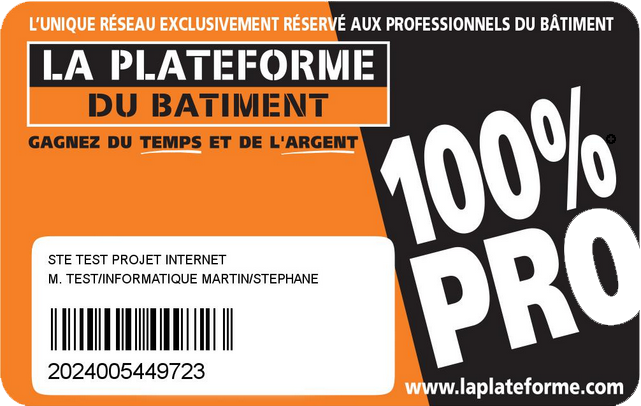 L'UNIQUE RÉSEAU EXCLUSIVEMENT RÉSERVÉ AUX PROFESSIONNELS DU BÂTIMENT
LA PLATEFORME
DU BATIMENT
GAGNEZ DU TEMPS ET DE L'ARGENT
100%
PRO
STE TEST PROJET INTERNET
M. TEST/INFORMATIQUE MARTIN/STEPHANE
2024005449723
www.laplateforme.com